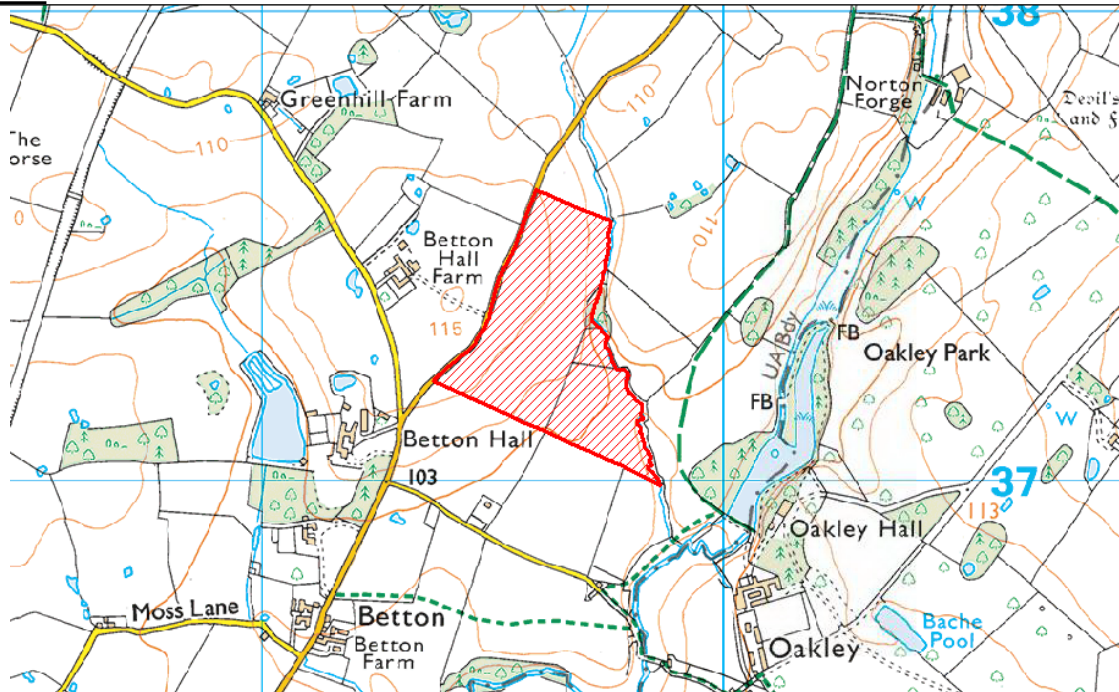 38
Greenhill Farm
110
The
orse
110
Norton
Forge
Devil's
and F
W
0
Betton
Hall
Farm
110
115
UA Bdy
FB
Oakley Park
FB
W
Betton Hall
103
37
113
Oakley Hall
Moss Lane
Betton
Betton
Farm
Bache
Pool
Oakley